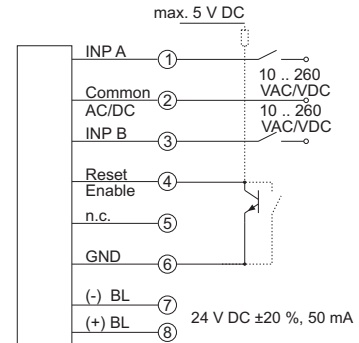 max. 5 V DC
INP A
1
10 .. 260
VAC/VDC
Common
AC/DC
2
10 .. 260
VAC/VDC
INP B
3
Reset
Enable
4
n.c.
5
GND
6
(-) BL
7
(+) BL
8
24 V DC ±20 %, 50 mA